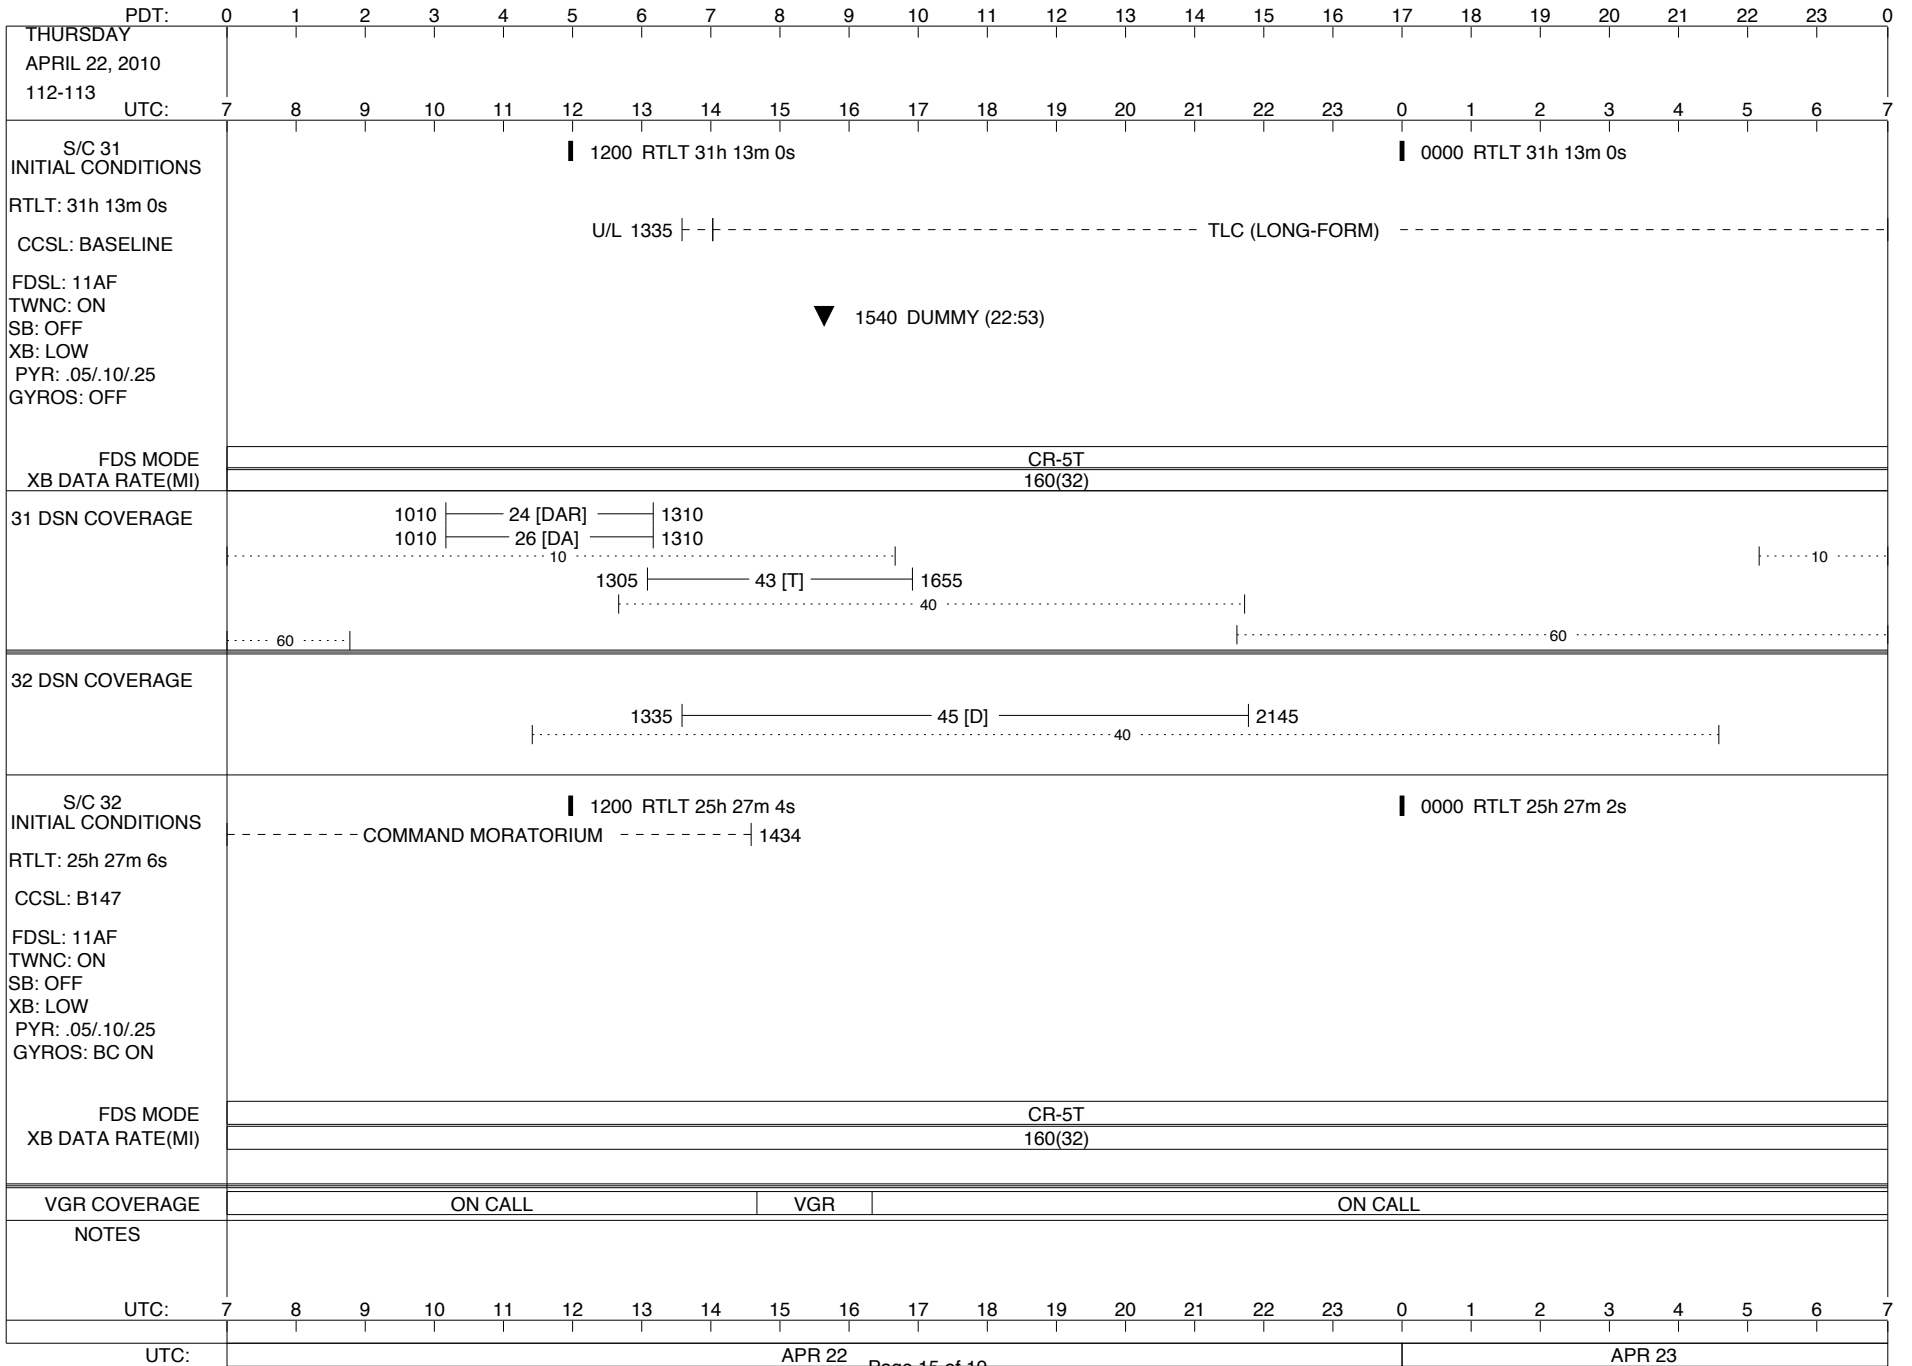 PDT: 0 1 2 3 4 5 6 7 8 9 10 11 12 13 14 15 16 17 18 19 20 21 22 23 0
THURSDAY
APRIL 22, 2010
112-113
UTC: 7 8 9 10 11 12 13 14 15 16 17 18 19 20 21 22 23 0 1 2 3 4 5 6 7
S/C 31
INITIAL CONDITIONS
1200 RTLT 31h 13m 0s
0000 RTLT 31h 13m 0s
RTLT: 31h 13m 0s
U/L 1335
TLC (LONG-FORM)
CCSL: BASELINE
FDSL: 11AF
TWNC: ON
1540 DUMMY (22:53)
SB: OFF
XB: LOW
PYR: .05/.10/.25
GYROS: OFF
FDS MODE CR-5T
XB DATA RATE(MI) 160(32)
31 DSN COVERAGE
1010 24 [DAR] 1310
1010 26 [DA] 1310
10 10
1305 43 [T] 1655
40
60 60
32 DSN COVERAGE
1335 45 [D] 2145
40
S/C 32
INITIAL CONDITIONS
1200 RTLT 25h 27m 4s
0000 RTLT 25h 27m 2s
COMMAND MORATORIUM 1434
RTLT: 25h 27m 6s
CCSL: B147
FDSL: 11AF
TWNC: ON
SB: OFF
XB: LOW
PYR: .05/.10/.25
GYROS: BC ON
FDS MODE CR-5T
XB DATA RATE(MI) 160(32)
VGR COVERAGE ON CALL VGR ON CALL
NOTES
UTC: 7 8 9 10 11 12 13 14 15 16 17 18 19 20 21 22 23 0 1 2 3 4 5 6 7
UTC: APR 22 APR 23
Page 15 of 19